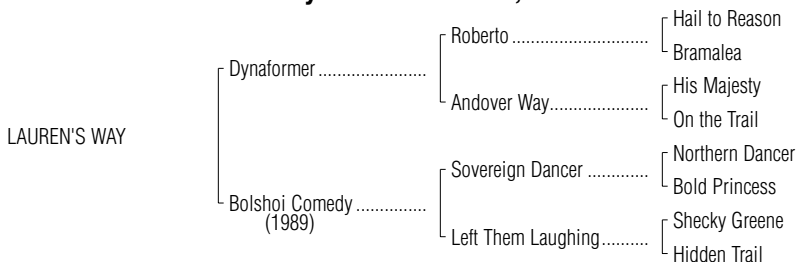 Hail to Reason
Roberto ..............................
Bramalea
Dynaformer .......................
His Majesty
Andover Way.....................
On the Trail
LAUREN'S WAY
Northern Dancer
Sovereign Dancer .............
Bold Princess
Bolshoi Comedy ...............
(1989)
Shecky Greene
Left Them Laughing..........
Hidden Trail